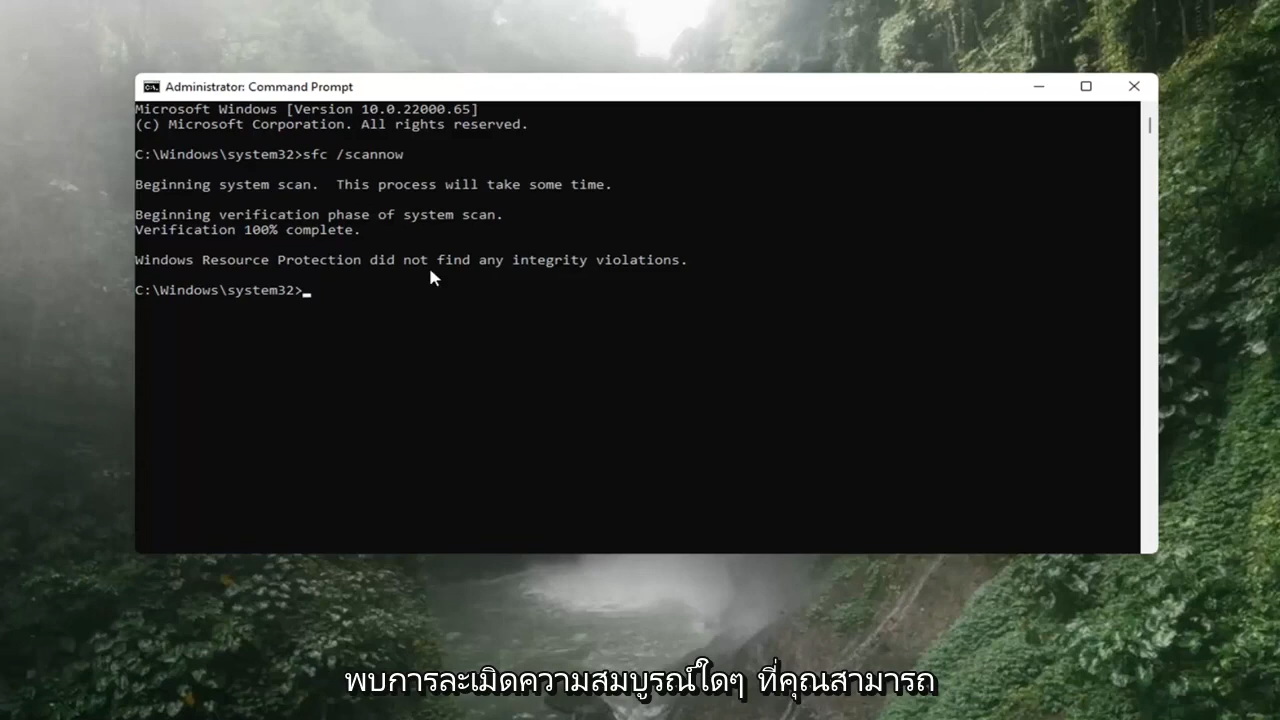 Administrator: Command Prompt
Microsoft Windows [Version 10.0.22000.65]
(c) Microsoft Corporation. All rights reserved.
C:\Windows\system32>sfc /scannow
Beginning system scan.  This process will take some time.
Beginning verification phase of system scan.
Verification 100% complete.
Windows Resource Protection did not find any integrity violations.
C:\Windows\system32>
พบการละเมิดความสมบูรณ์ใดๆ ที่คุณสามารถ